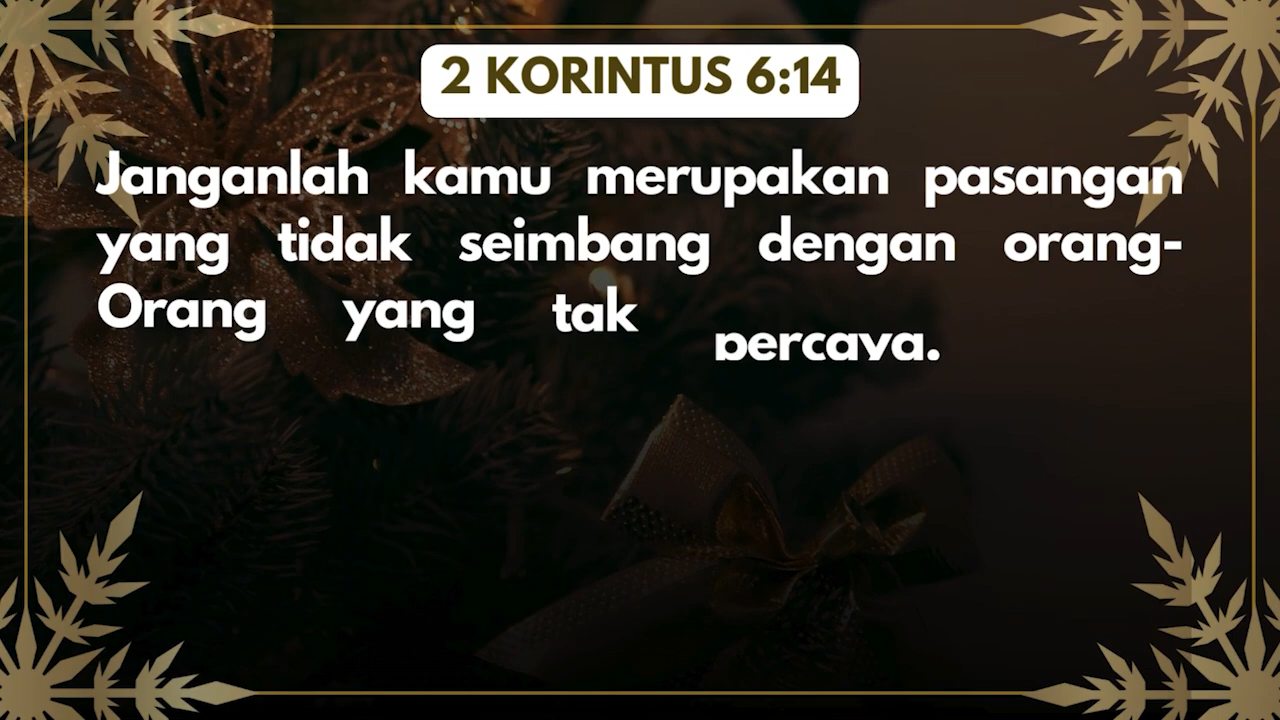 2 KORINTUS 6:14
Janganlah kamu merupakan pasangan
yang tidak seimbang dengan orang-
Orang yang tak percaya.